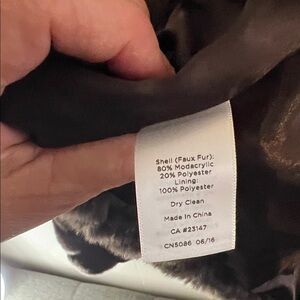 Shell (Faux Fur):
80% Modacrylic
20% Polyester
Lining:
100% Polyester
Dry Clean
Made In China
CA #23147
CN5086 06/16